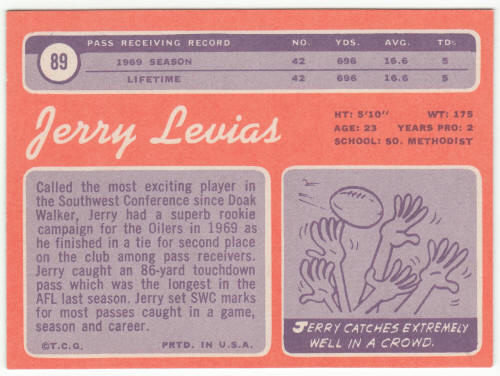 89
PASS RECEIVING RECORD NO. YDS. AVG. TDs
1969 SEASON 42 696 16.6 5
LIFETIME 42 696 16.6 5
Jerry Levias
HT: 5'10" WT: 175
AGE: 23 YEARS PRO: 2
SCHOOL: SO. METHODIST
Called the most exciting player in
the Southwest Conference since Doak
Walker, Jerry had a superb rookie
campaign for the Oilers in 1969 as
he finished in a tie for second place
on the club among pass receivers.
Jerry caught an 86-yard touchdown
pass which was the longest in the
AFL last season. Jerry set SWC marks
for most passes caught in a game,
season and career.
©T.C.G. PRTD. IN U.S.A.
JERRY CATCHES EXTREMELY
WELL IN A CROWD.